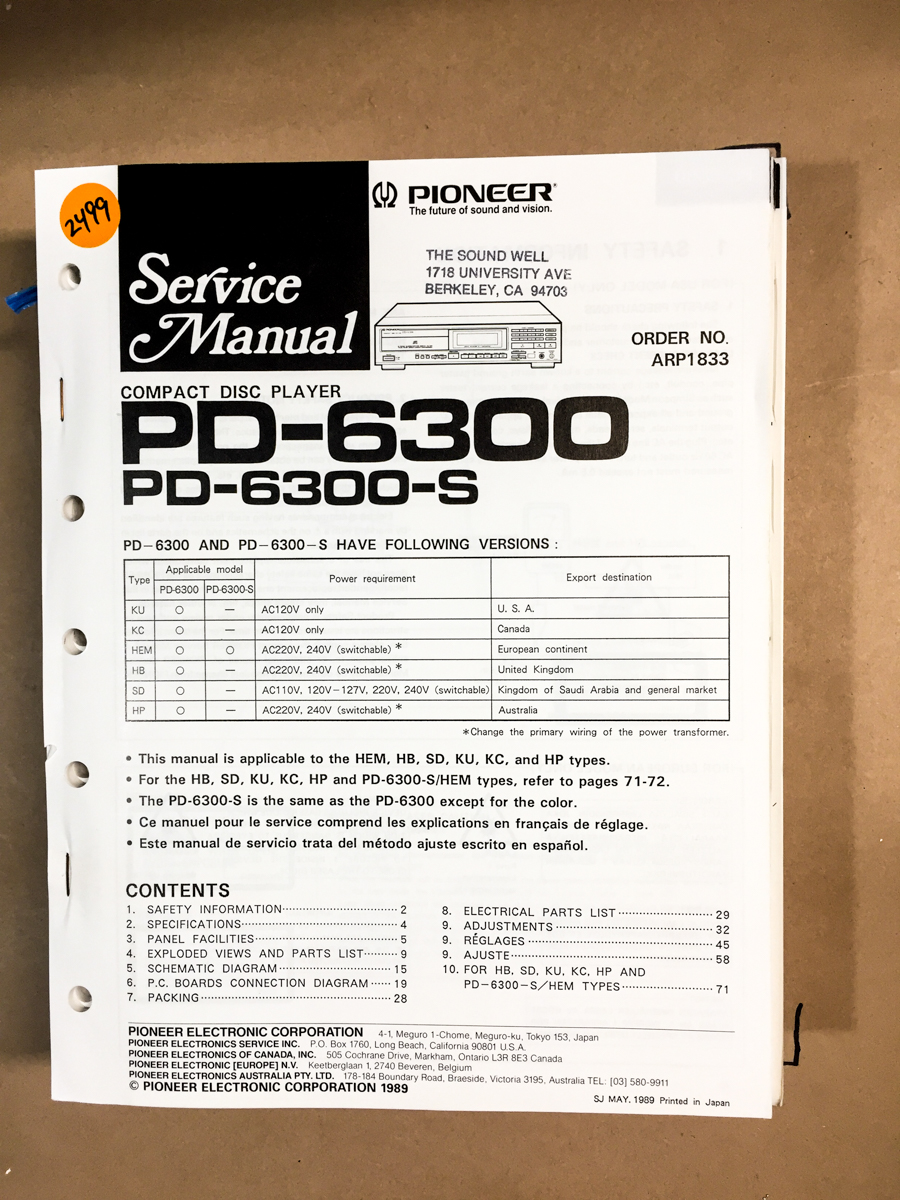 2499
PIONEER®
The future of sound and vision.
Service
Manual
THE SOUND WELL
1718 UNIVERSITY AVE
BERKELEY, CA 94703
ORDER NO.
ARP1833
COMPACT DISC PLAYER
PD-6300
PD-6300-S
PD-6300 AND PD-6300-S HAVE FOLLOWING VERSIONS :
Type Applicable model Power requirement Export destination
PD-6300 PD-6300-S
KU ○ — AC120V only U. S. A.
KC ○ — AC120V only Canada
HEM ○ ○ AC220V, 240V (switchable) * European continent
HB ○ — AC220V, 240V (switchable) * United Kingdom
SD ○ — AC110V, 120V-127V, 220V, 240V (switchable) Kingdom of Saudi Arabia and general market
HP ○ — AC220V, 240V (switchable) * Australia
*Change the primary wiring of the power transformer.
• This manual is applicable to the HEM, HB, SD, KU, KC, and HP types.
• For the HB, SD, KU, KC, HP and PD-6300-S/HEM types, refer to pages 71-72.
• The PD-6300-S is the same as the PD-6300 except for the color.
• Ce manuel pour le service comprend les explications en français de réglage.
• Este manual de servicio trata del método ajuste escrito en español.
CONTENTS
1. SAFETY INFORMATION 2
2. SPECIFICATIONS 4
3. PANEL FACILITIES 5
4. EXPLODED VIEWS AND PARTS LIST 9
5. SCHEMATIC DIAGRAM 15
6. P.C. BOARDS CONNECTION DIAGRAM 19
7. PACKING 28
8. ELECTRICAL PARTS LIST 29
9. ADJUSTMENTS 32
9. RÉGLAGES 45
9. AJUSTE 58
10. FOR HB, SD, KU, KC, HP AND
PD-6300-S/HEM TYPES 71
PIONEER ELECTRONIC CORPORATION 4-1, Meguro 1-Chome, Meguro-ku, Tokyo 153, Japan
PIONEER ELECTRONICS SERVICE INC. P.O. Box 1760, Long Beach, California 90801 U.S.A.
PIONEER ELECTRONICS OF CANADA, INC. 505 Cochrane Drive, Markham, Ontario L3R 8E3 Canada
PIONEER ELECTRONIC [EUROPE] N.V. Keetberglaan 1, 2740 Beveren, Belgium
PIONEER ELECTRONICS AUSTRALIA PTY. LTD. 178-184 Boundary Road, Braeside, Victoria 3195, Australia TEL: [03] 580-9911
© PIONEER ELECTRONIC CORPORATION 1989
SJ MAY. 1989 Printed in Japan